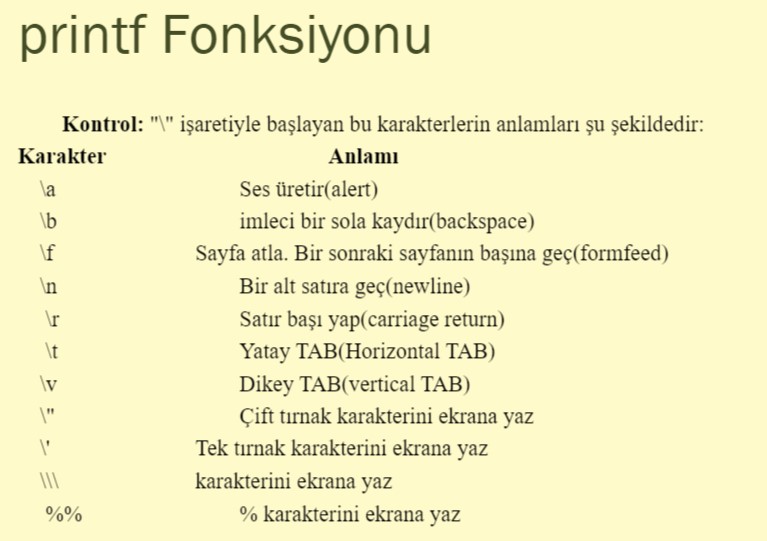 printf Fonksiyonu
Kontrol: "\" işaretiyle başlayan bu karakterlerin anlamları şu şekildedir:
Karakter Anlamı
\a Ses üretir(alert)
\b imleci bir sola kaydır(backspace)
\f Sayfa atla. Bir sonraki sayfanın başına geç(formfeed)
\n Bir alt satıra geç(newline)
\r Satır başı yap(carriage return)
\t Yatay TAB(Horizontal TAB)
\v Dikey TAB(vertical TAB)
\" Çift tırnak karakterini ekrana yaz
\' Tek tırnak karakterini ekrana yaz
\\\ karakterini ekrana yaz
%% % karakterini ekrana yaz